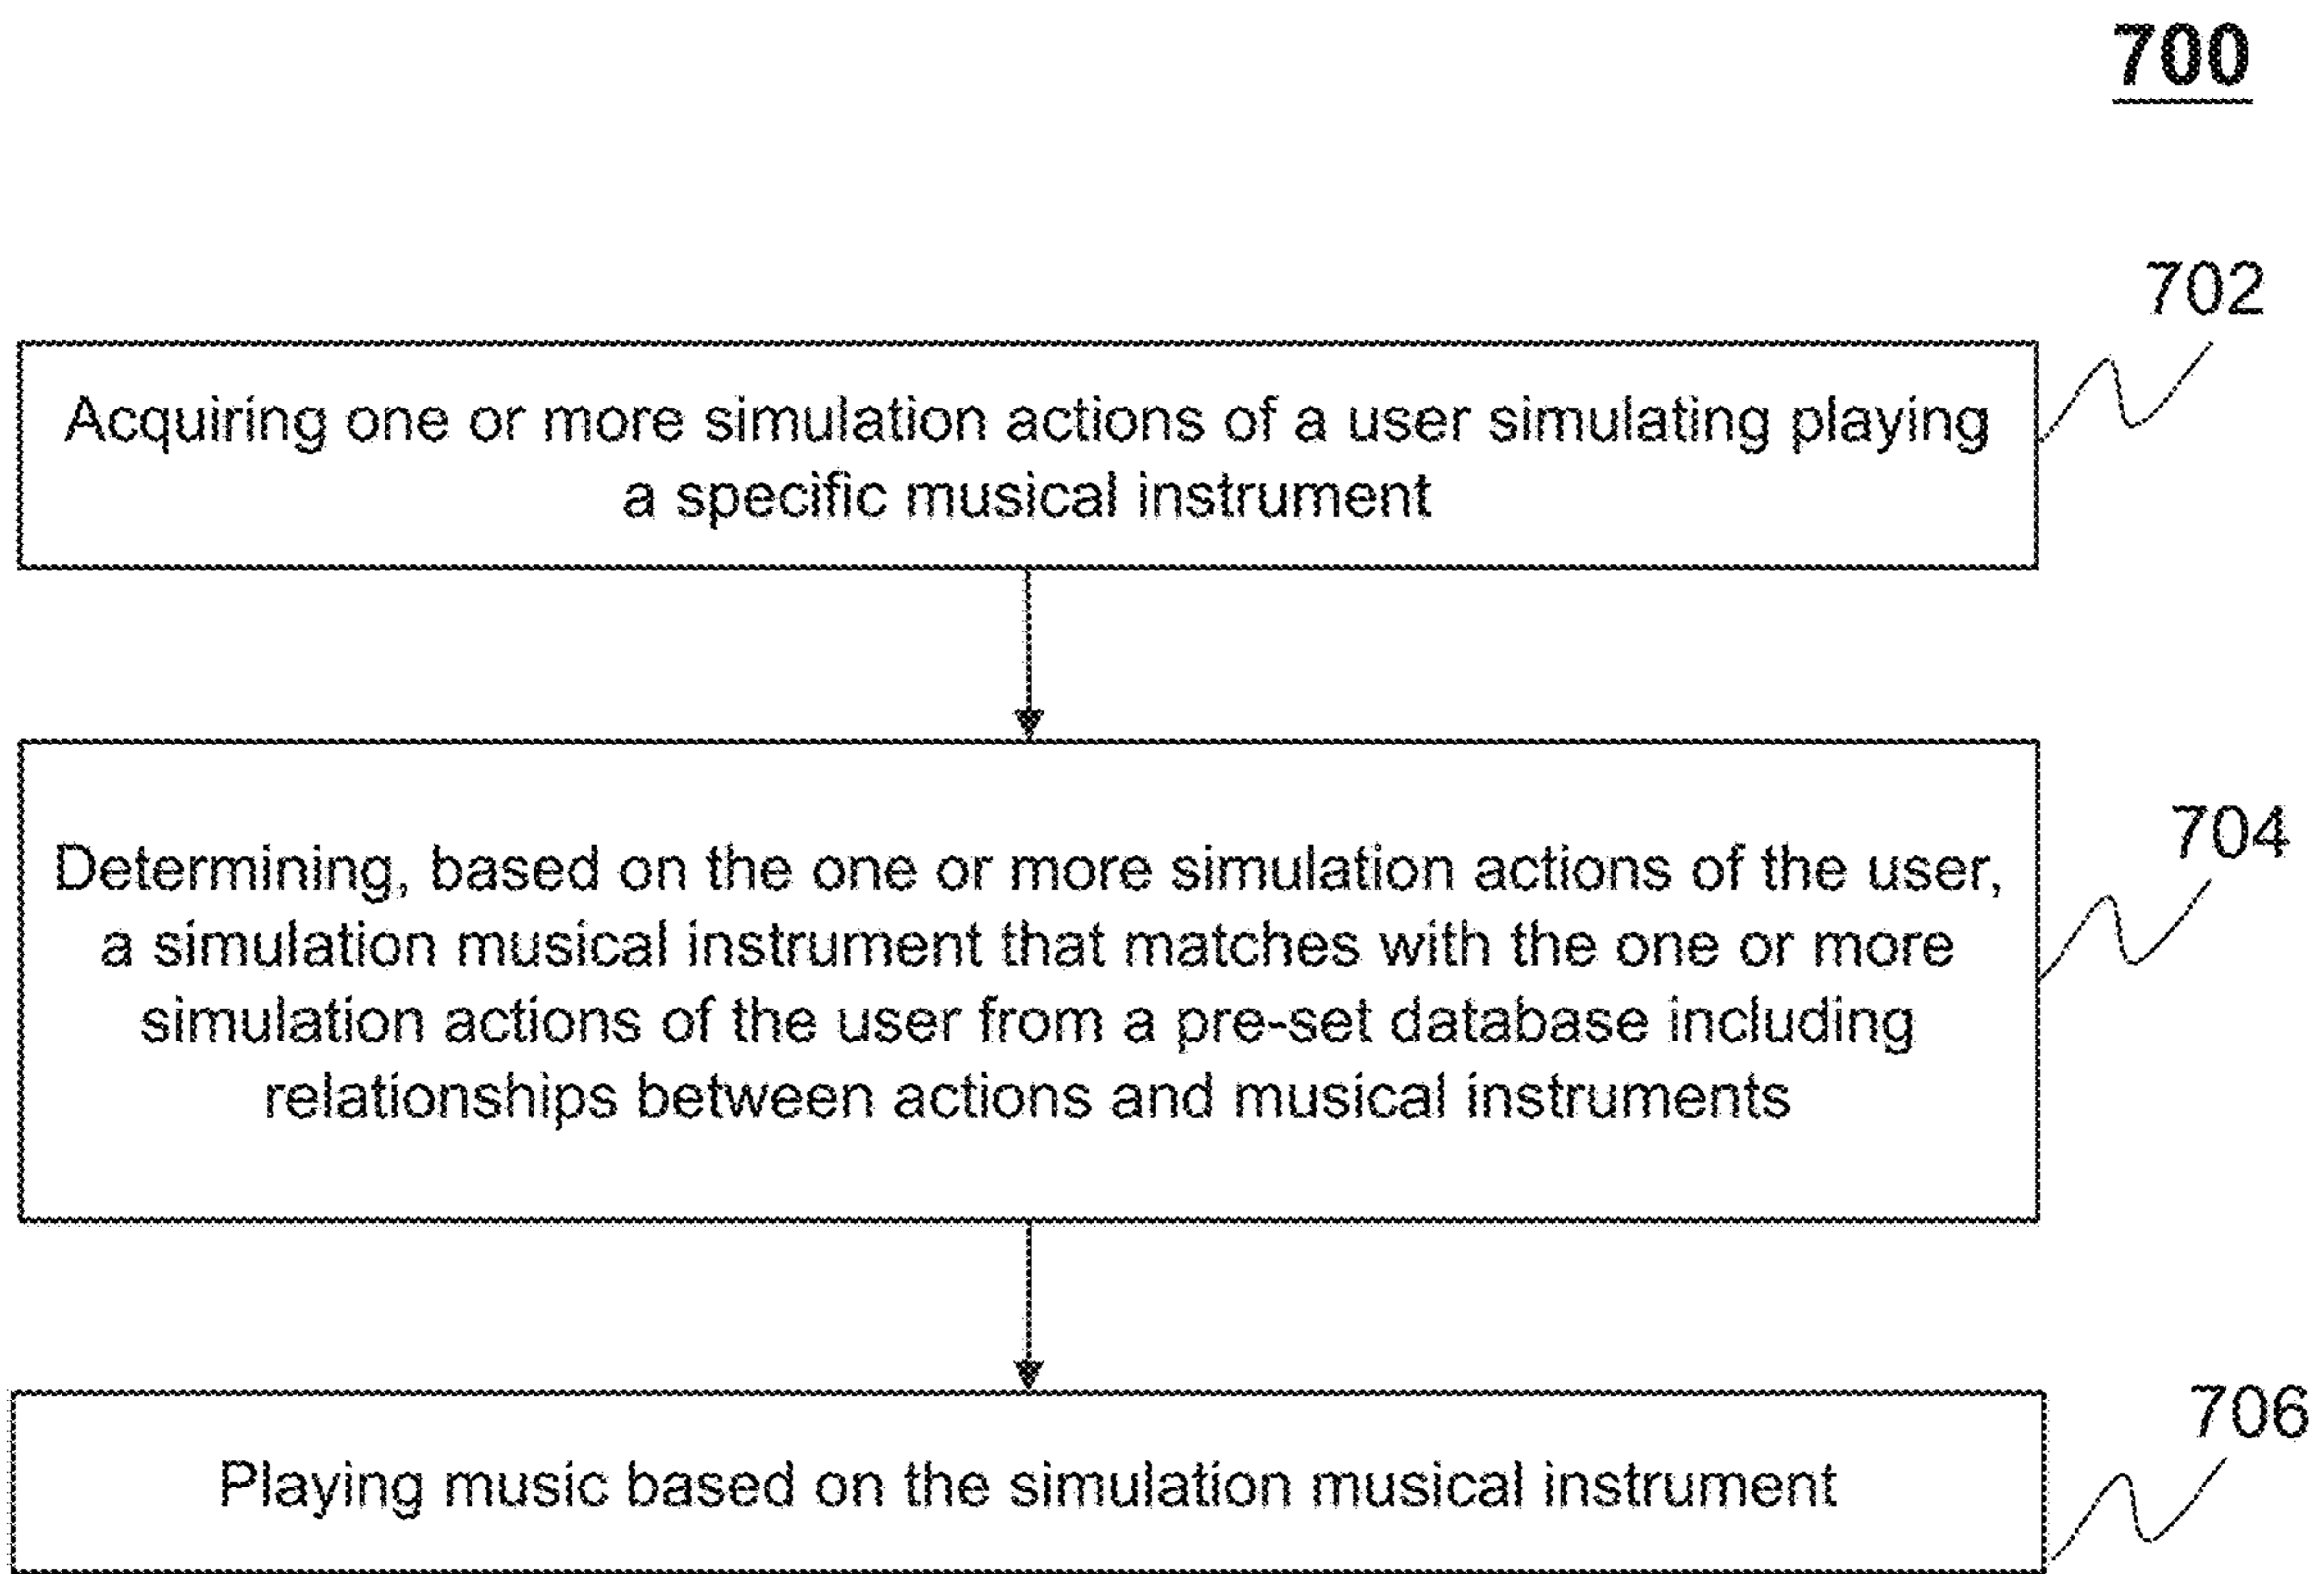 700
702
Acquiring one or more simulation actions of a user simulating playing
a specific musical instrument
704
Determining, based on the one or more simulation actions of the user,
a simulation musical instrument that matches with the one or more
simulation actions of the user from a pre-set database including
relationships between actions and musical instruments
706
Playing music based on the simulation musical instrument